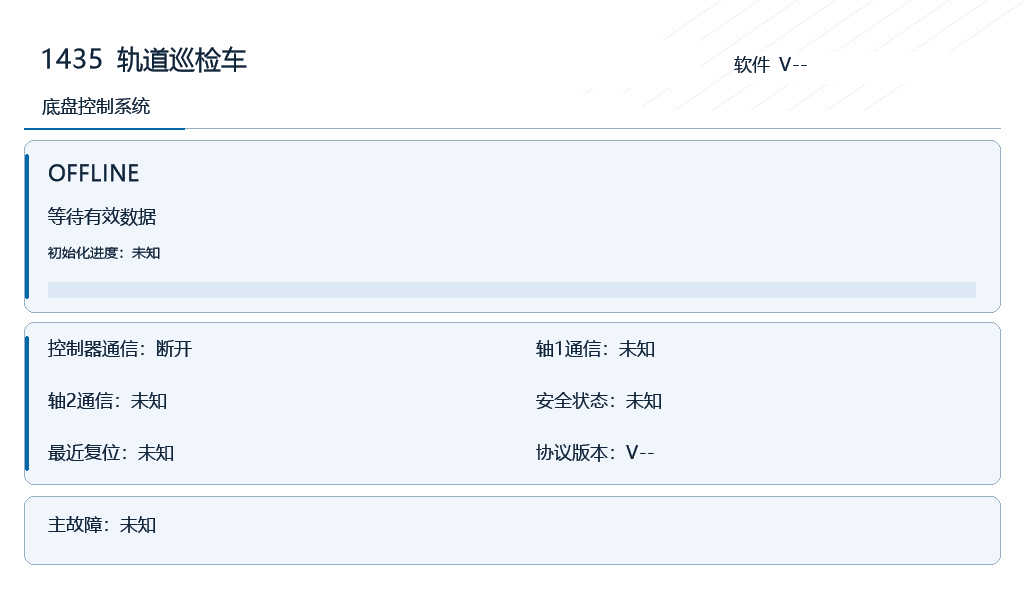 1435 轨道巡检车
软件 V--
底盘控制系统
OFFLINE
等待有效数据
初始化进度：未知
控制器通信：断开
轴1通信：未知
轴2通信：未知
安全状态：未知
最近复位：未知
协议版本：V--
主故障：未知